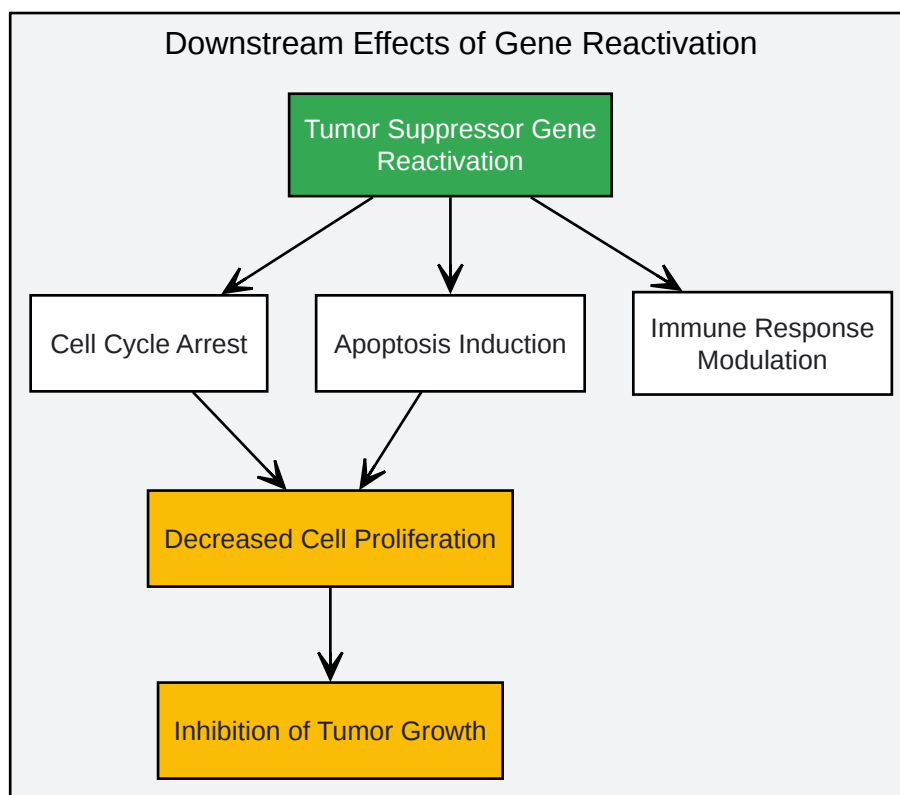 Downstream Effects of Gene Reactivation
Tumor Suppressor Gene
Reactivation
Cell Cycle Arrest
Apoptosis Induction
Immune Response
Modulation
Decreased Cell Proliferation
Inhibition of Tumor Growth